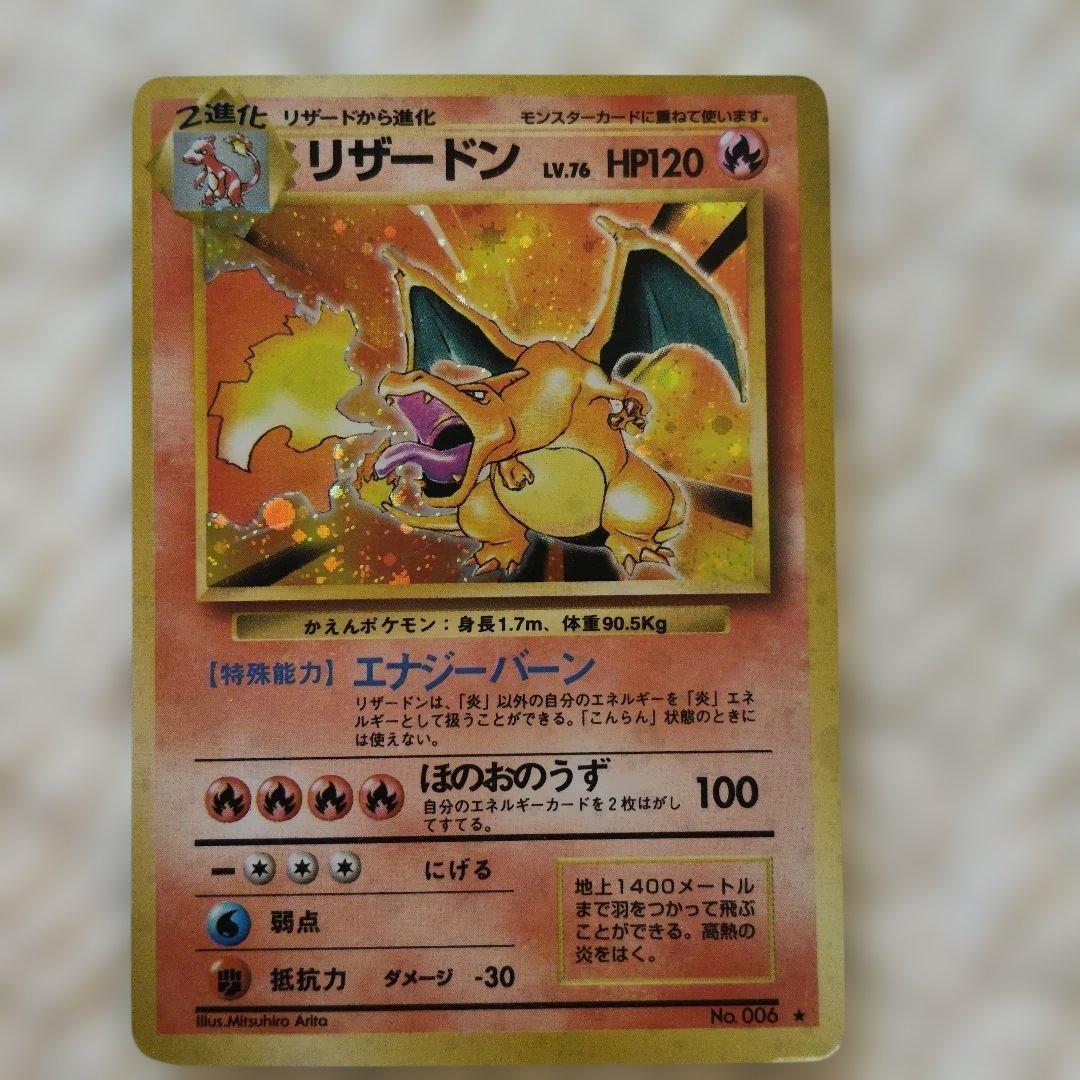 2進化 リザードから進化 モンスターカードに重ねて使います。
リザードン LV.76 HP120
かえんポケモン：身長1.7m、体重90.5Kg
【特殊能力】 エナジーバーン
リザードンは、「炎」以外の自分のエネルギーを「炎」エネ
ルギーとして扱うことができる。「こんらん」状態のときに
は使えない。
ほのおのうず 100
自分のエネルギーカードを2枚はがし
てすてる。
ー にげる
弱点
抵抗力 ダメージ -30
地上1400メートル
まで羽をつかって飛ぶ
ことができる。高熱の
炎をはく。
Illus.Mitsuhiro Arita
No.006 ★